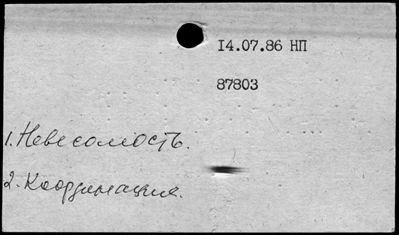 14.07.86 НП
87803
1. Невесомость.
2. Координация.